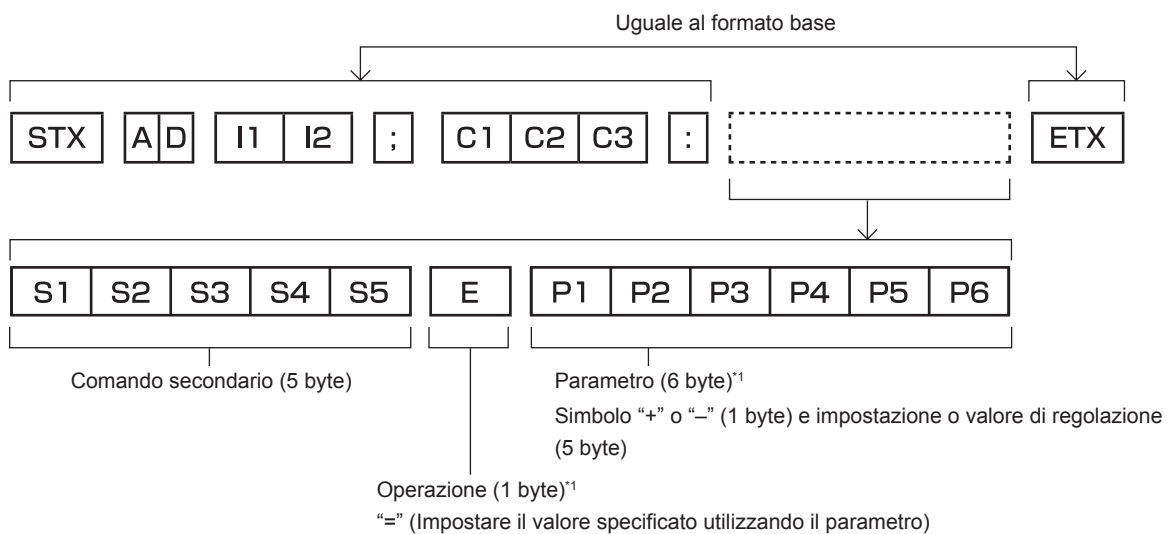 Uguale al formato base
STX A D I1 I2 ; C1 C2 C3 : ETX
S1 S2 S3 S4 S5 E P1 P2 P3 P4 P5 P6
Comando secondario (5 byte)
Parametro (6 byte)*1
Simbolo “+” o “–” (1 byte) e impostazione o valore di regolazione
(5 byte)
Operazione (1 byte)*1
“=” (Impostare il valore specificato utilizzando il parametro)